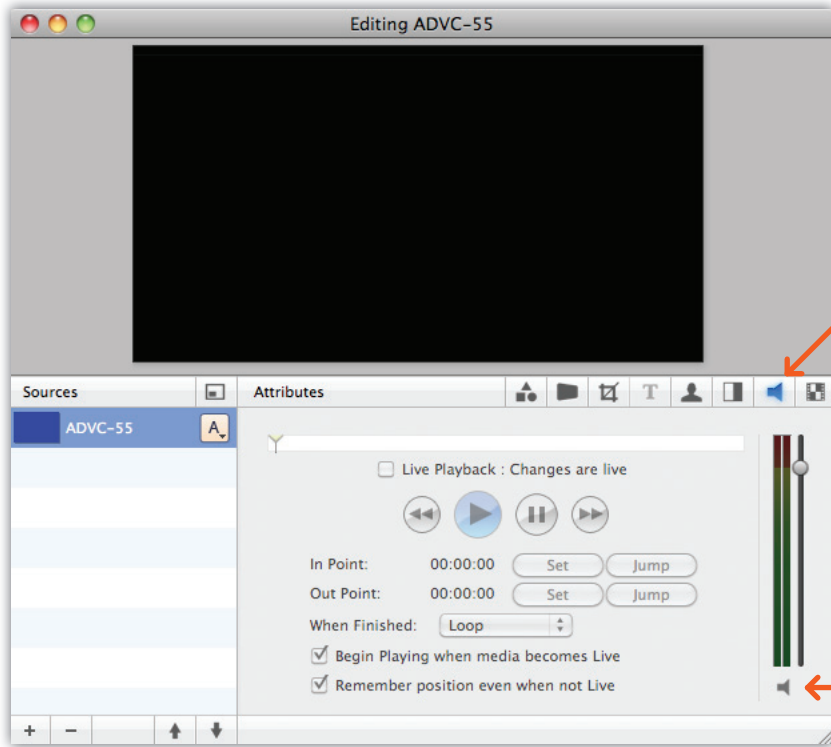 Editing ADVC-55
Sources
Attributes
T
ADVC-55
A
Live Playback : Changes are live
In Point: 00:00:00 Set Jump
Out Point: 00:00:00 Set Jump
When Finished: Loop
Begin Playing when media becomes Live
Remember position even when not Live